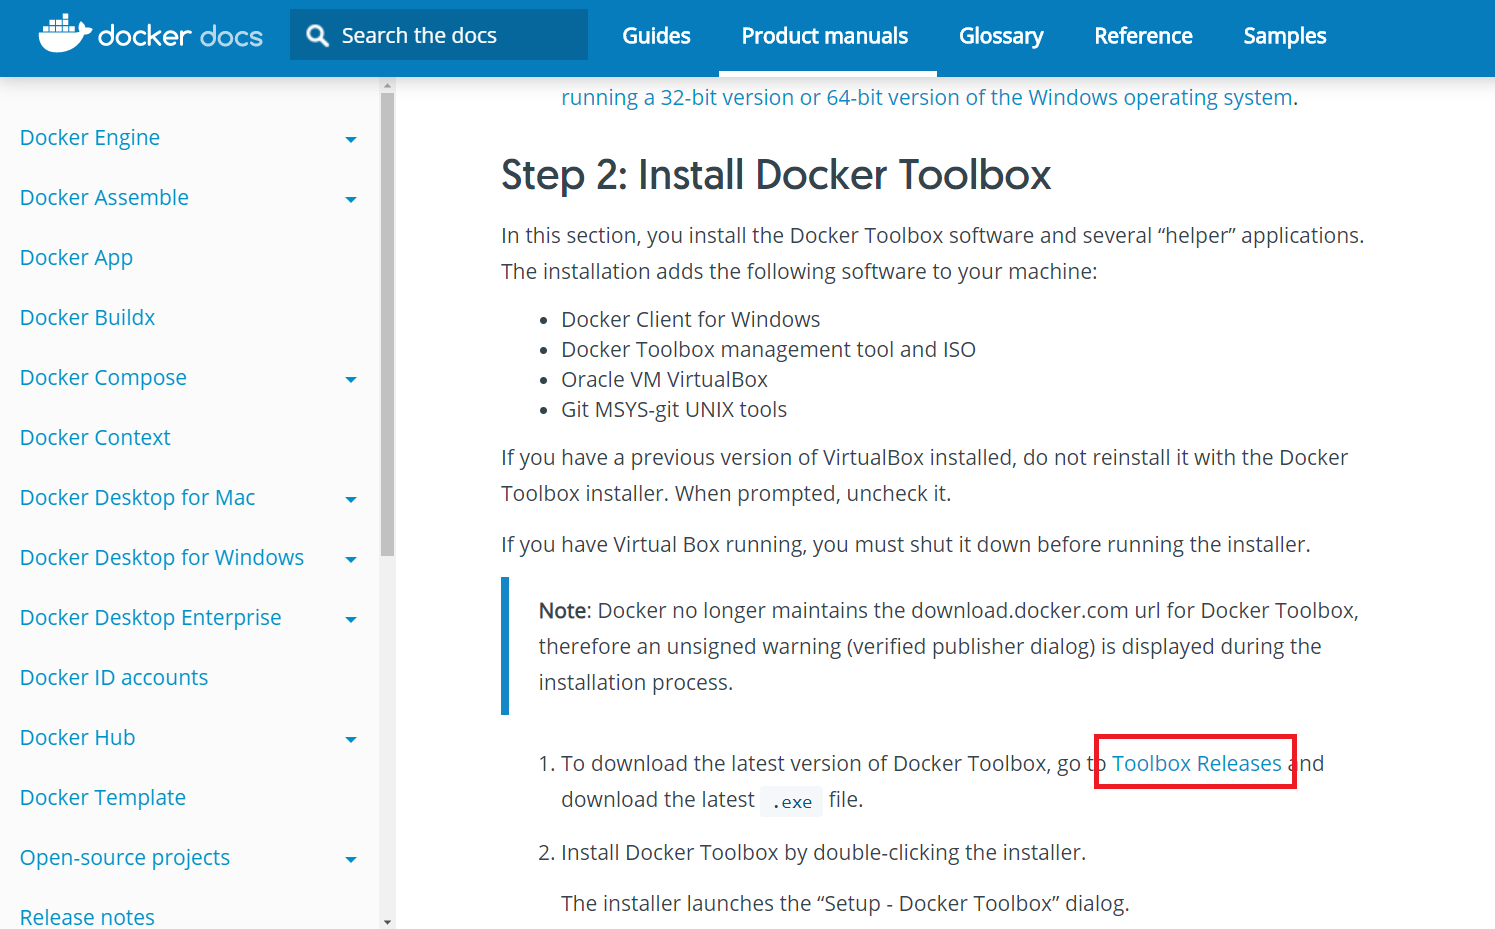 docker docs
Search the docs
Guides
Product manuals
Glossary
Reference
Samples
Docker Engine
Docker Assemble
Docker App
Docker Buildx
Docker Compose
Docker Context
Docker Desktop for Mac
Docker Desktop for Windows
Docker Desktop Enterprise
Docker ID accounts
Docker Hub
Docker Template
Open-source projects
Release notes
running a 32-bit version or 64-bit version of the Windows operating system.
Step 2: Install Docker Toolbox
In this section, you install the Docker Toolbox software and several “helper” applications.
The installation adds the following software to your machine:
• Docker Client for Windows
• Docker Toolbox management tool and ISO
• Oracle VM VirtualBox
• Git MSYS-git UNIX tools
If you have a previous version of VirtualBox installed, do not reinstall it with the Docker
Toolbox installer. When prompted, uncheck it.
If you have Virtual Box running, you must shut it down before running the installer.
Note: Docker no longer maintains the download.docker.com url for Docker Toolbox,
therefore an unsigned warning (verified publisher dialog) is displayed during the
installation process.
1. To download the latest version of Docker Toolbox, go to Toolbox Releases and
download the latest .exe file.
2. Install Docker Toolbox by double-clicking the installer.
The installer launches the “Setup - Docker Toolbox” dialog.